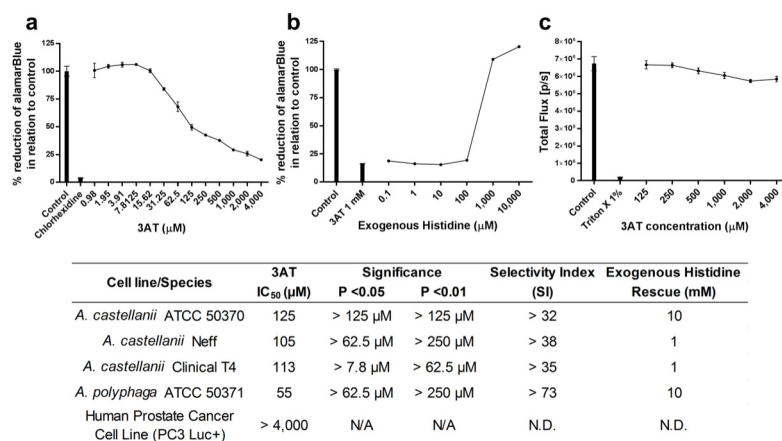 a
% reduction of alamarBlue
in relation to control
125
100
75
50
25
0
Control
Chlorhexidine
0.98
1.95
3.91
7.8125
15.62
31.25
62.5
125
250
500
1,000
2,000
4,000
3AT (µM)
b
% reduction of alamarBlue
in relation to control
125
100
75
50
25
0
Control
3AT 1 mM
0.1
1
10
100
1,000
10,000
Exogenous Histidine (µM)
c
Total Flux [p/s]
Control
Triton X 1%
125
250
500
1,000
2,000
4,000
3AT concentration (µM)
Cell line/Species 3AT IC50 (µM) Significance P <0.05 P <0.01 Selectivity Index (SI) Exogenous Histidine Rescue (mM)
A. castellanii ATCC 50370 125 > 125 µM > 125 µM > 32 10
A. castellanii Neff 105 > 62.5 µM > 250 µM > 38 1
A. castellanii Clinical T4 113 > 7.8 µM > 62.5 µM > 35 1
A. polyphaga ATCC 50371 55 > 62.5 µM > 250 µM > 73 10
Human Prostate Cancer
Cell Line (PC3 Luc+) > 4,000 N/A N/A N.D. N.D.